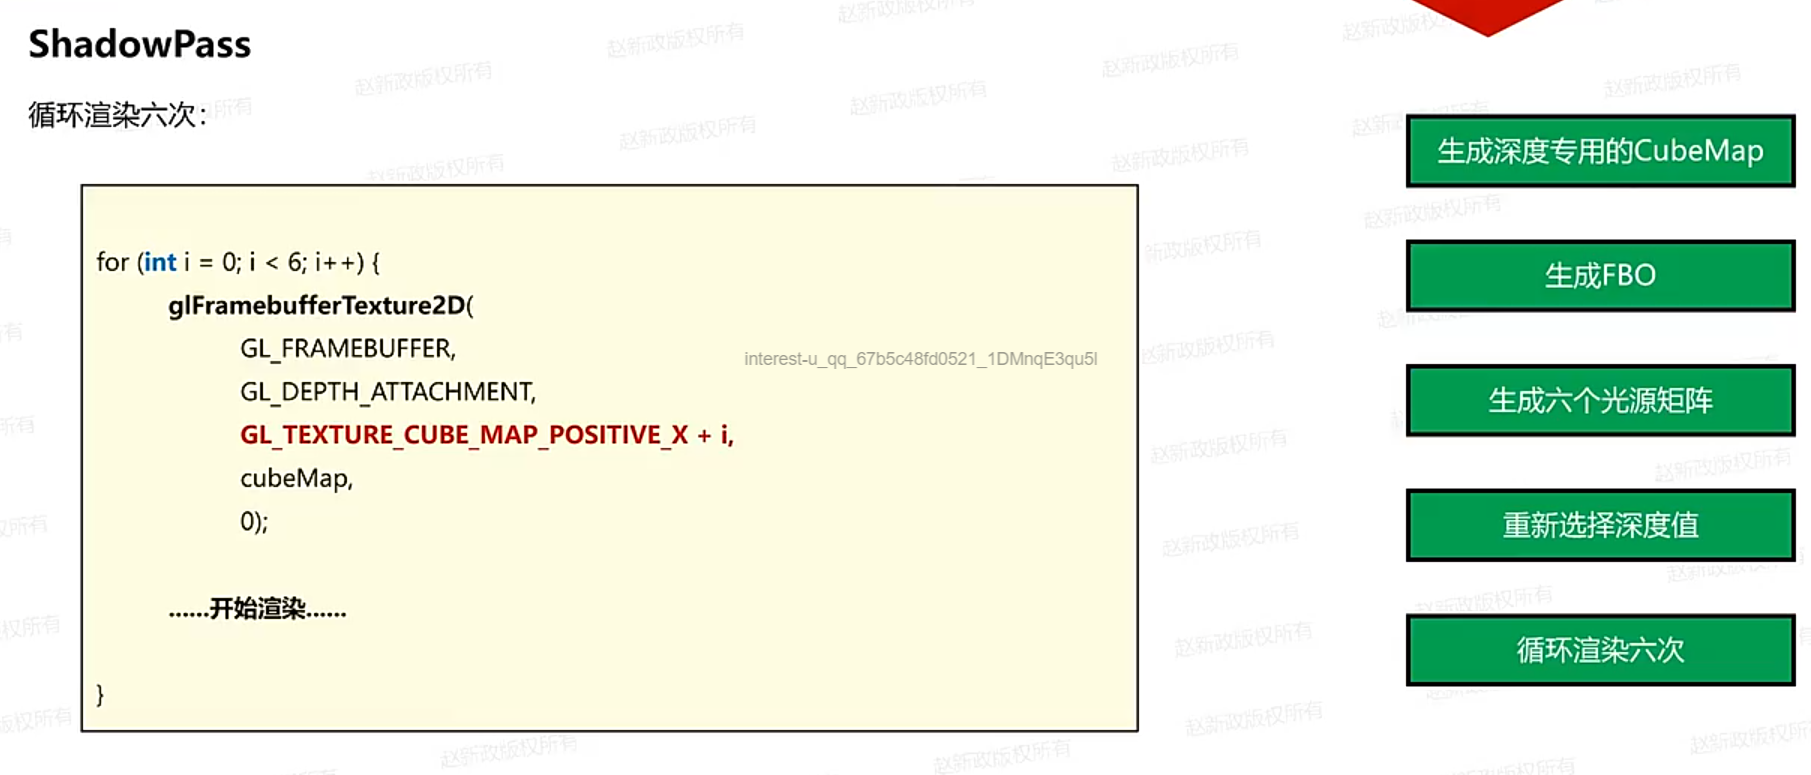 ShadowPass
循环渲染六次：
for (int i = 0; i < 6; i++) {
glFramebufferTexture2D(
GL_FRAMEBUFFER,
GL_DEPTH_ATTACHMENT,
GL_TEXTURE_CUBE_MAP_POSITIVE_X + i,
cubeMap,
0);
......开始渲染......
}
interest-u_qq_67b5c48fd0521_1DMnqE3qu5l
生成深度专用的CubeMap
生成FBO
生成六个光源矩阵
重新选择深度值
循环渲染六次
赵新政版权所有